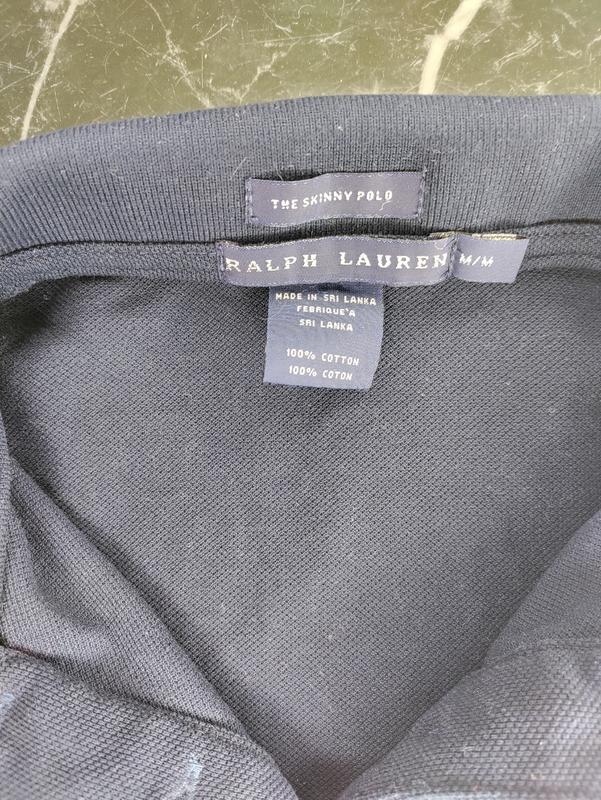 THE SKINNY POLO
RALPH LAUREN M/M
MADE IN SRI LANKA
FEBRIQUE'A
SRI LANKA
100% COTTON
100% COTON